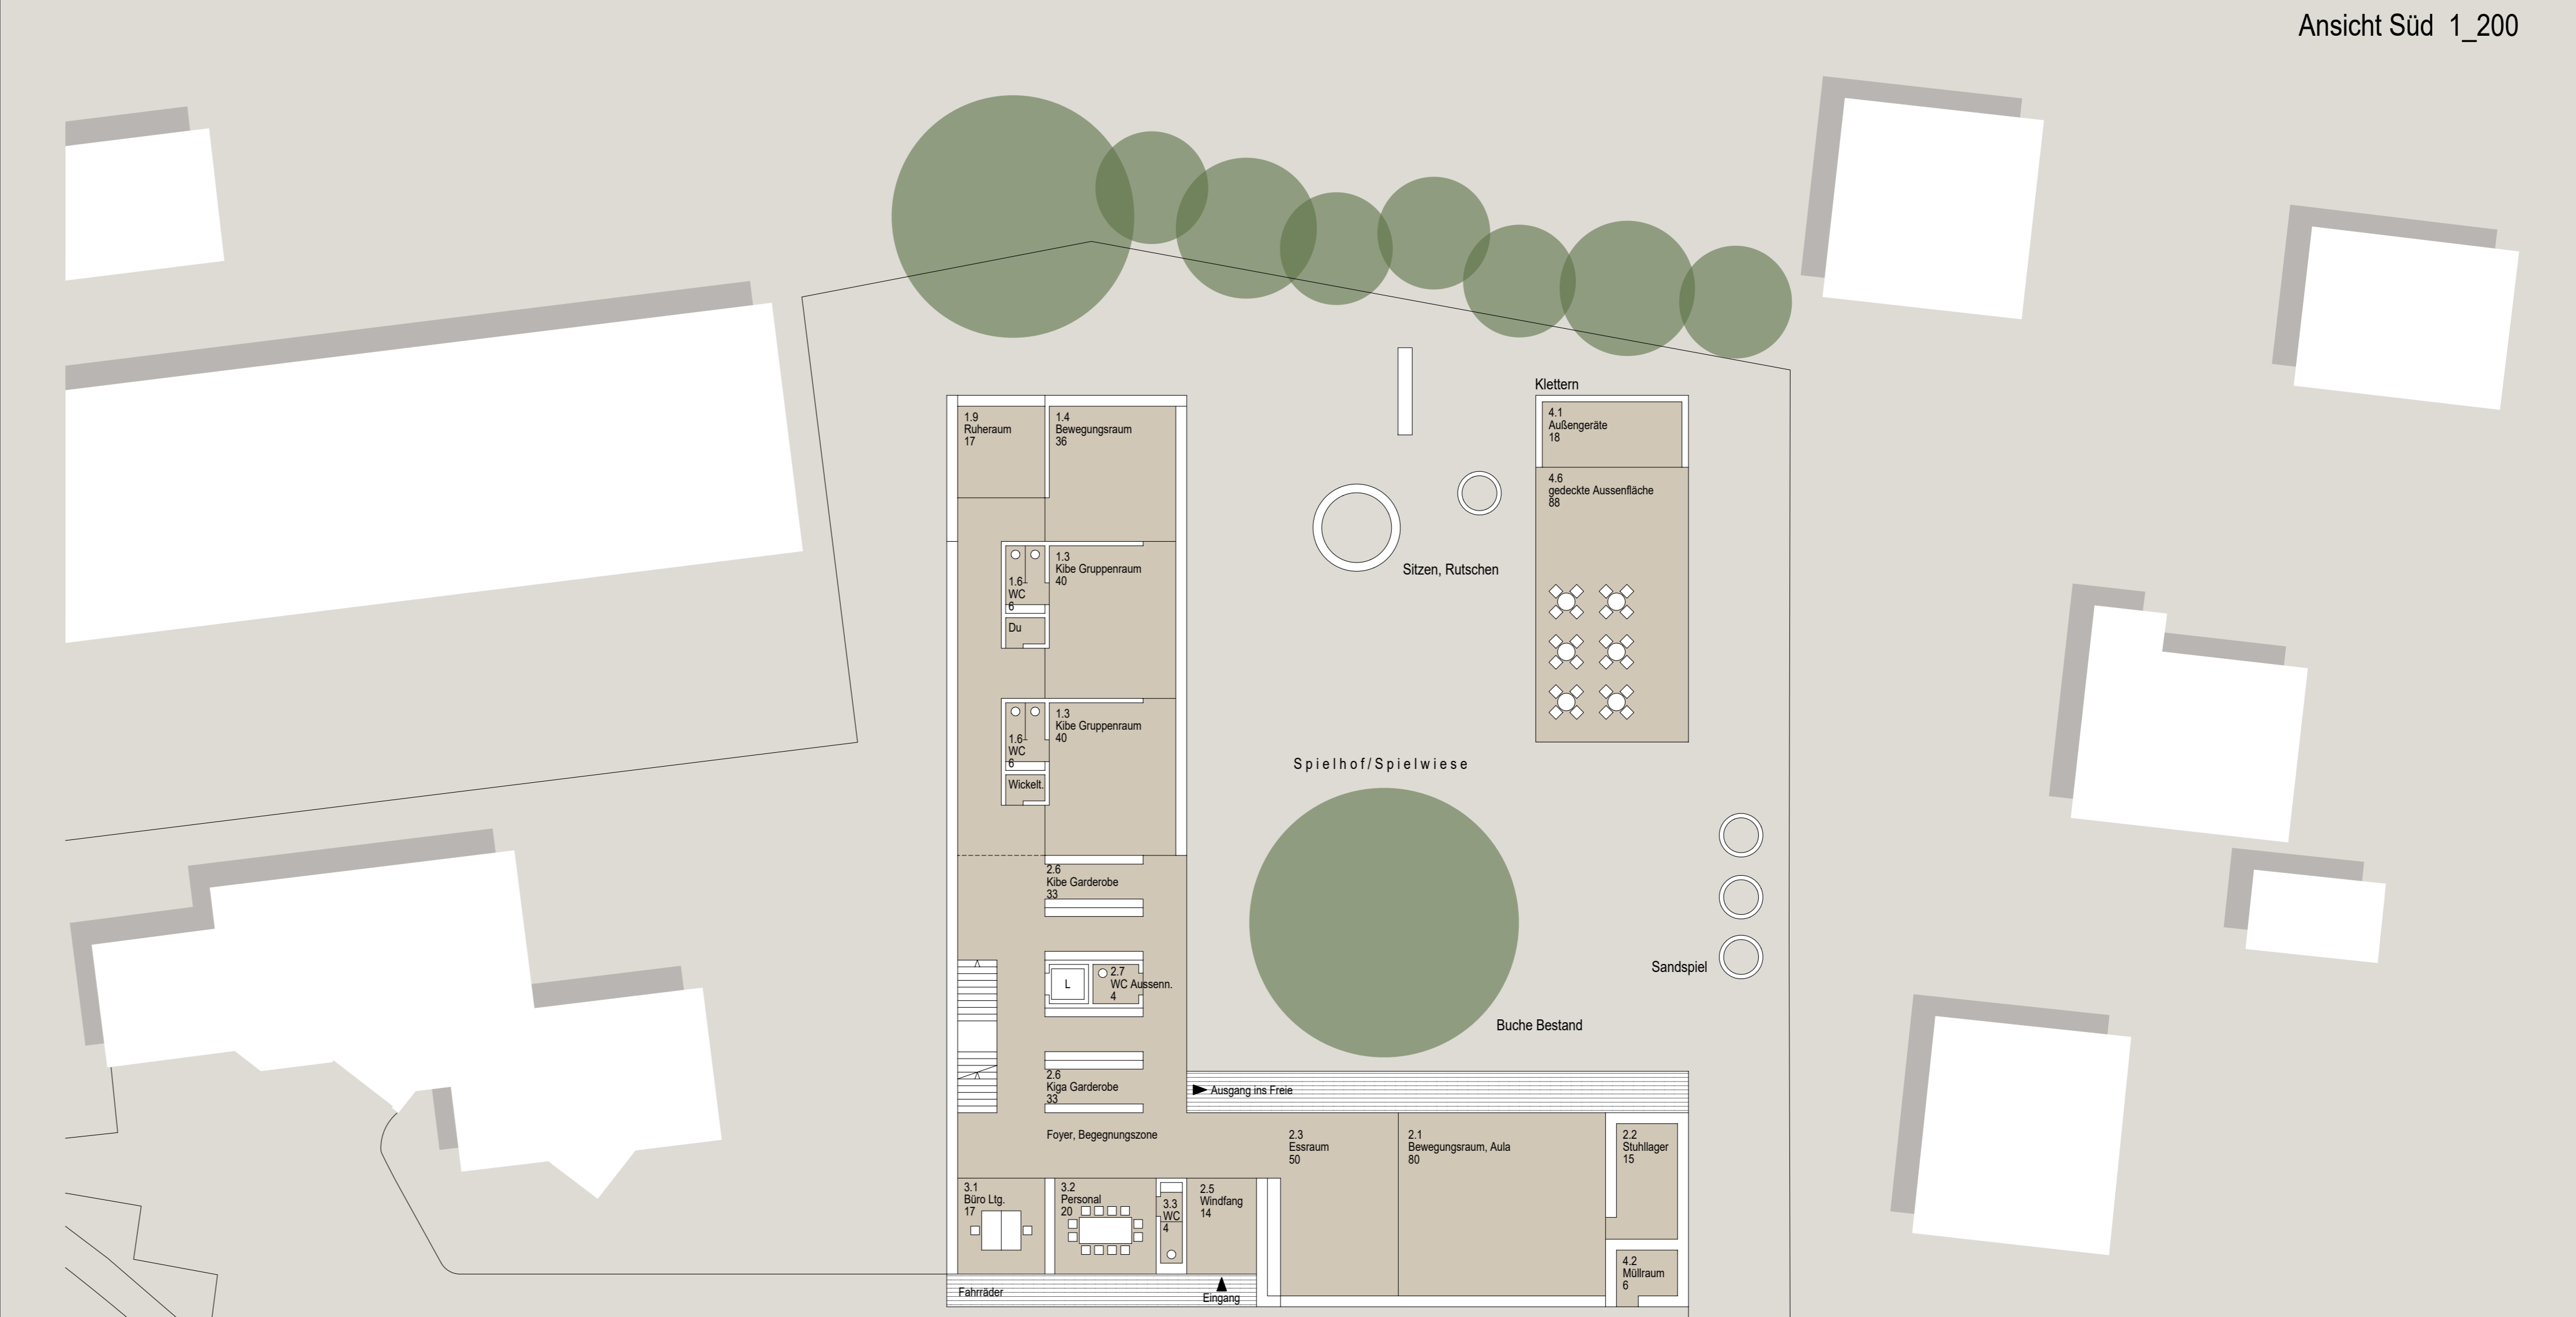 Ansicht Süd 1_200
Klettern
1.9
Ruheraum
17
1.4
Bewegungsraum
36
4.1
Außengeräte
18
4.6
gedeckte Aussenfläche
88
1.3
Kibe Gruppenraum
40
1.6
WC
6
Du
Sitzen, Rutschen
1.3
Kibe Gruppenraum
40
1.6
WC
6
Wickelt.
Spielhof/Spielwiese
2.6
Kibe Garderobe
33
L
2.7
WC Aussenn.
4
Sandspiel
Buche Bestand
2.6
Kiga Garderobe
33
Ausgang ins Freie
Foyer, Begegnungszone
2.3
Essraum
50
2.1
Bewegungsraum, Aula
80
2.2
Stuhllager
15
3.1
Büro Ltg.
17
3.2
Personal
20
3.3
WC
4
2.5
Windfang
14
4.2
Müllraum
6
Fahrräder
Eingang